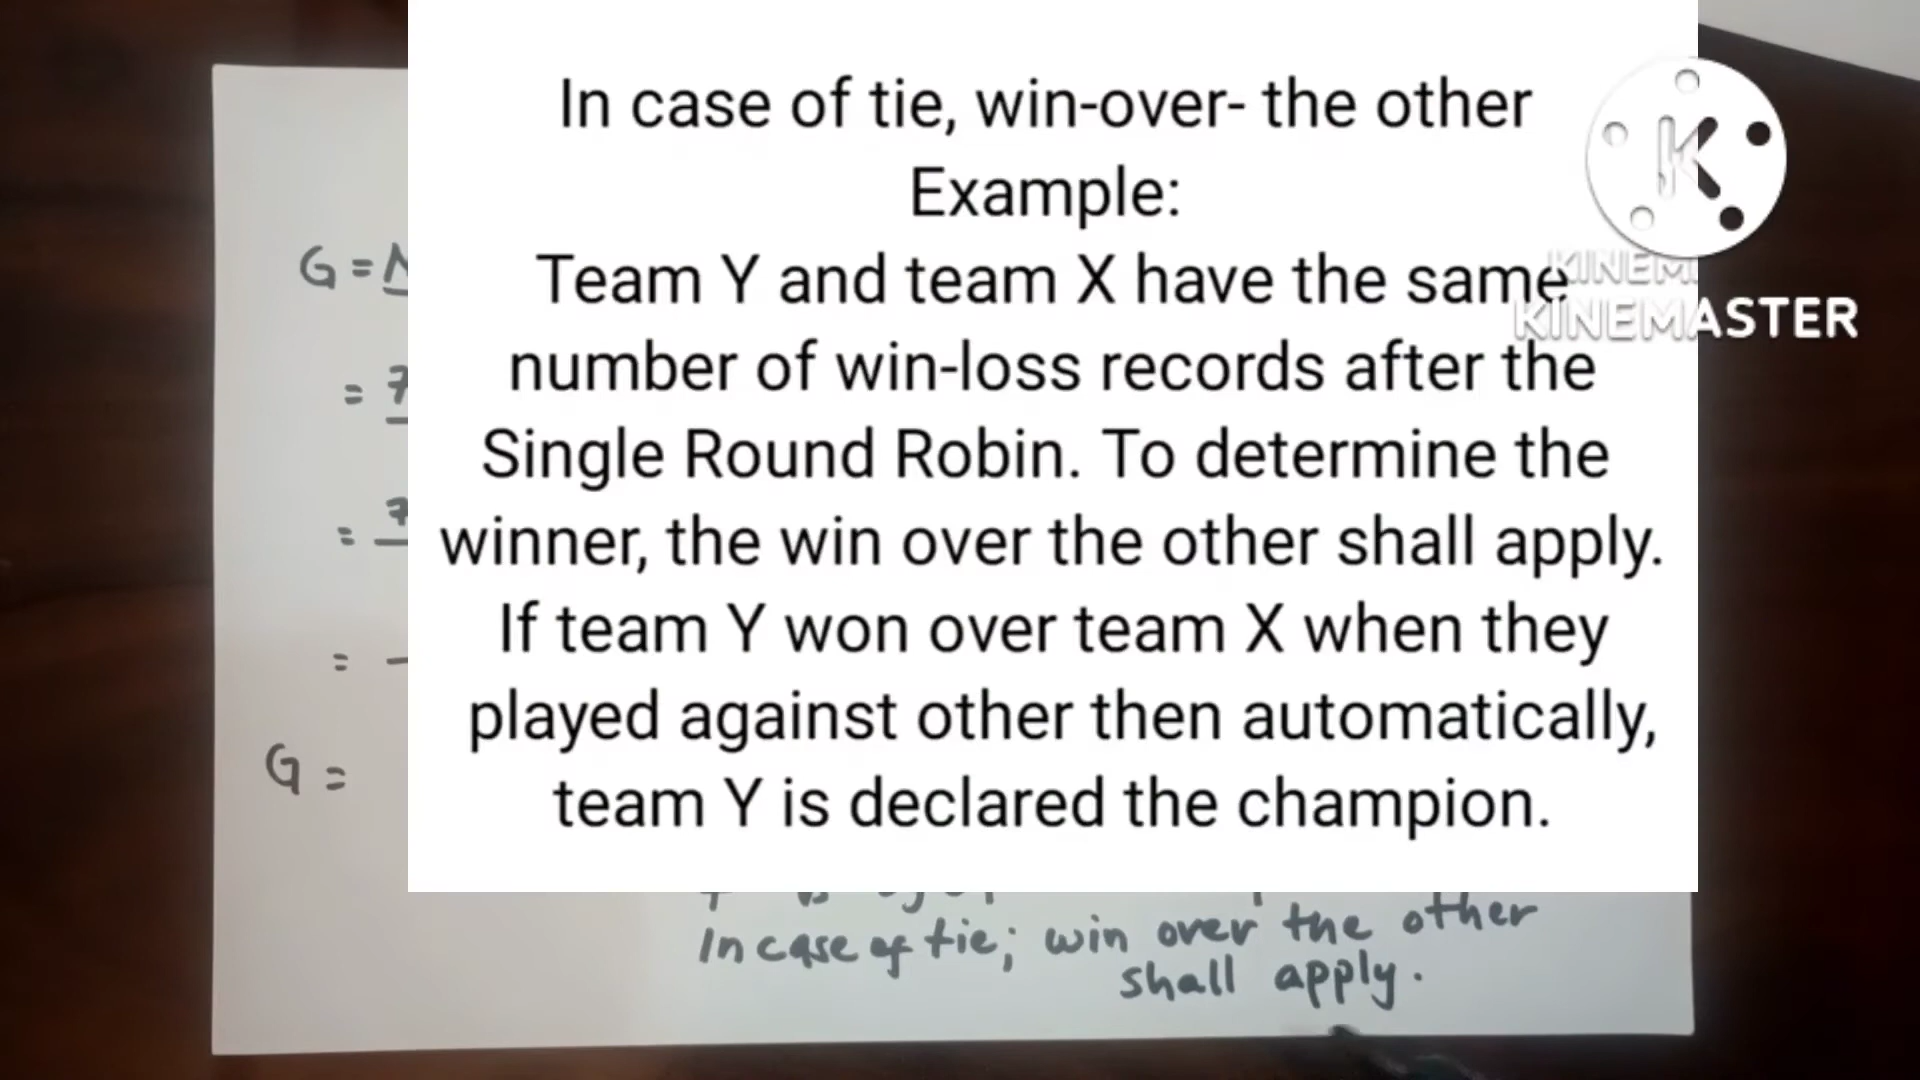 In case of tie, win-over- the other
Example:
Team Y and team X have the same
number of win-loss records after the
Single Round Robin. To determine the
winner, the win over the other shall apply.
If team Y won over team X when they
played against other then automatically,
team Y is declared the champion.
KINEM
KINEMASTER
G =
= 7
= 7
=
G =
In case of tie; win over the other
shall apply.